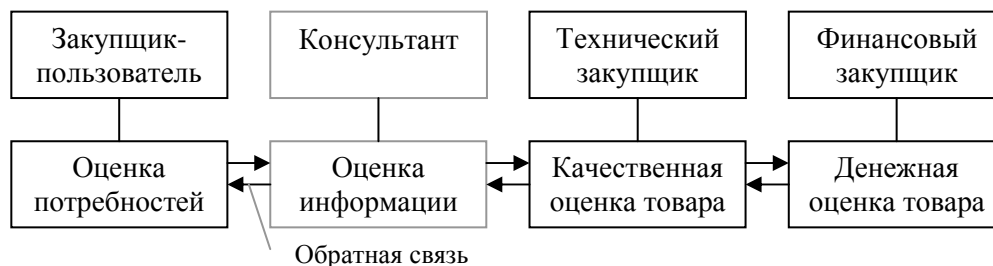 Закупщик-
пользователь
Консультант
Технический
закупщик
Финансовый
закупщик
Оценка
потребностей
Оценка
информации
Качественная
оценка товара
Денежная
оценка товара
Обратная связь